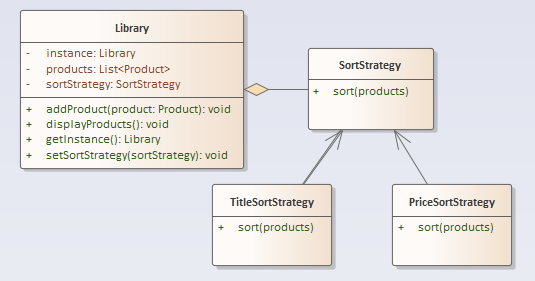 Library
- instance: Library
- products: List<Product>
- sortStrategy: SortStrategy
+ addProduct(product: Product): void
+ displayProducts(): void
+ getInstance(): Library
+ setSortStrategy(sortStrategy): void
SortStrategy
+ sort(products)
TitleSortStrategy
+ sort(products)
PriceSortStrategy
+ sort(products)